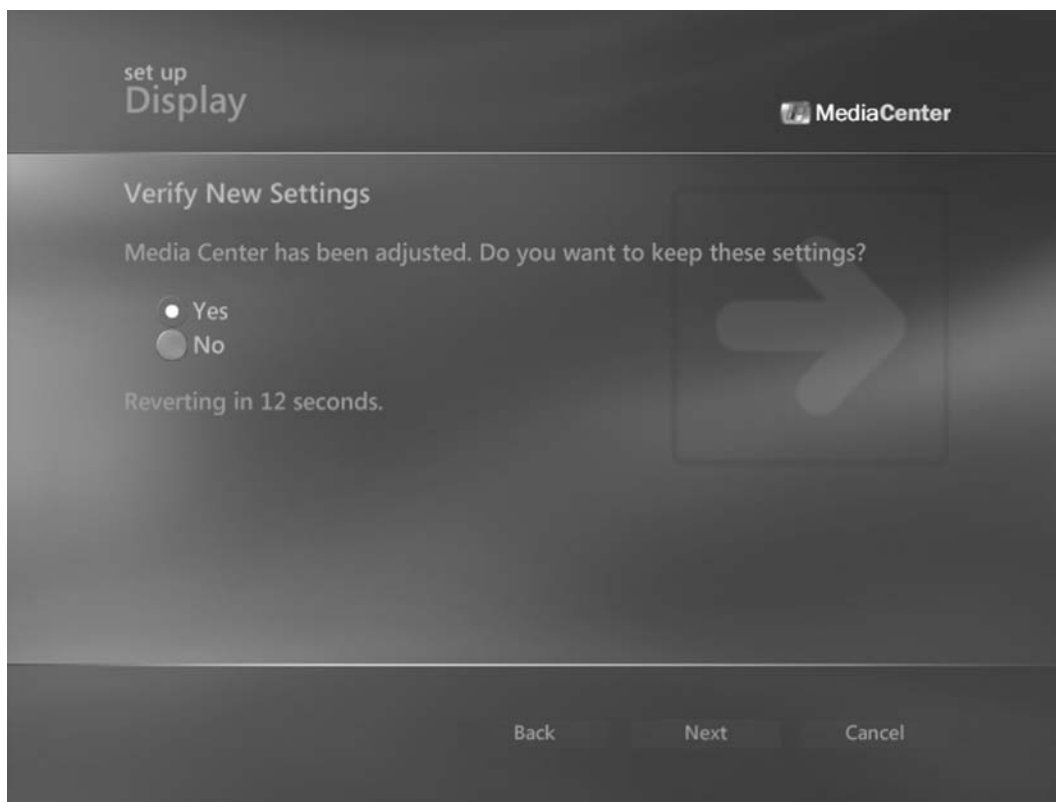 set up
Display
MediaCenter
Verify New Settings
Media Center has been adjusted. Do you want to keep these settings?
Yes
No
Reverting in 12 seconds.
Back Next Cancel